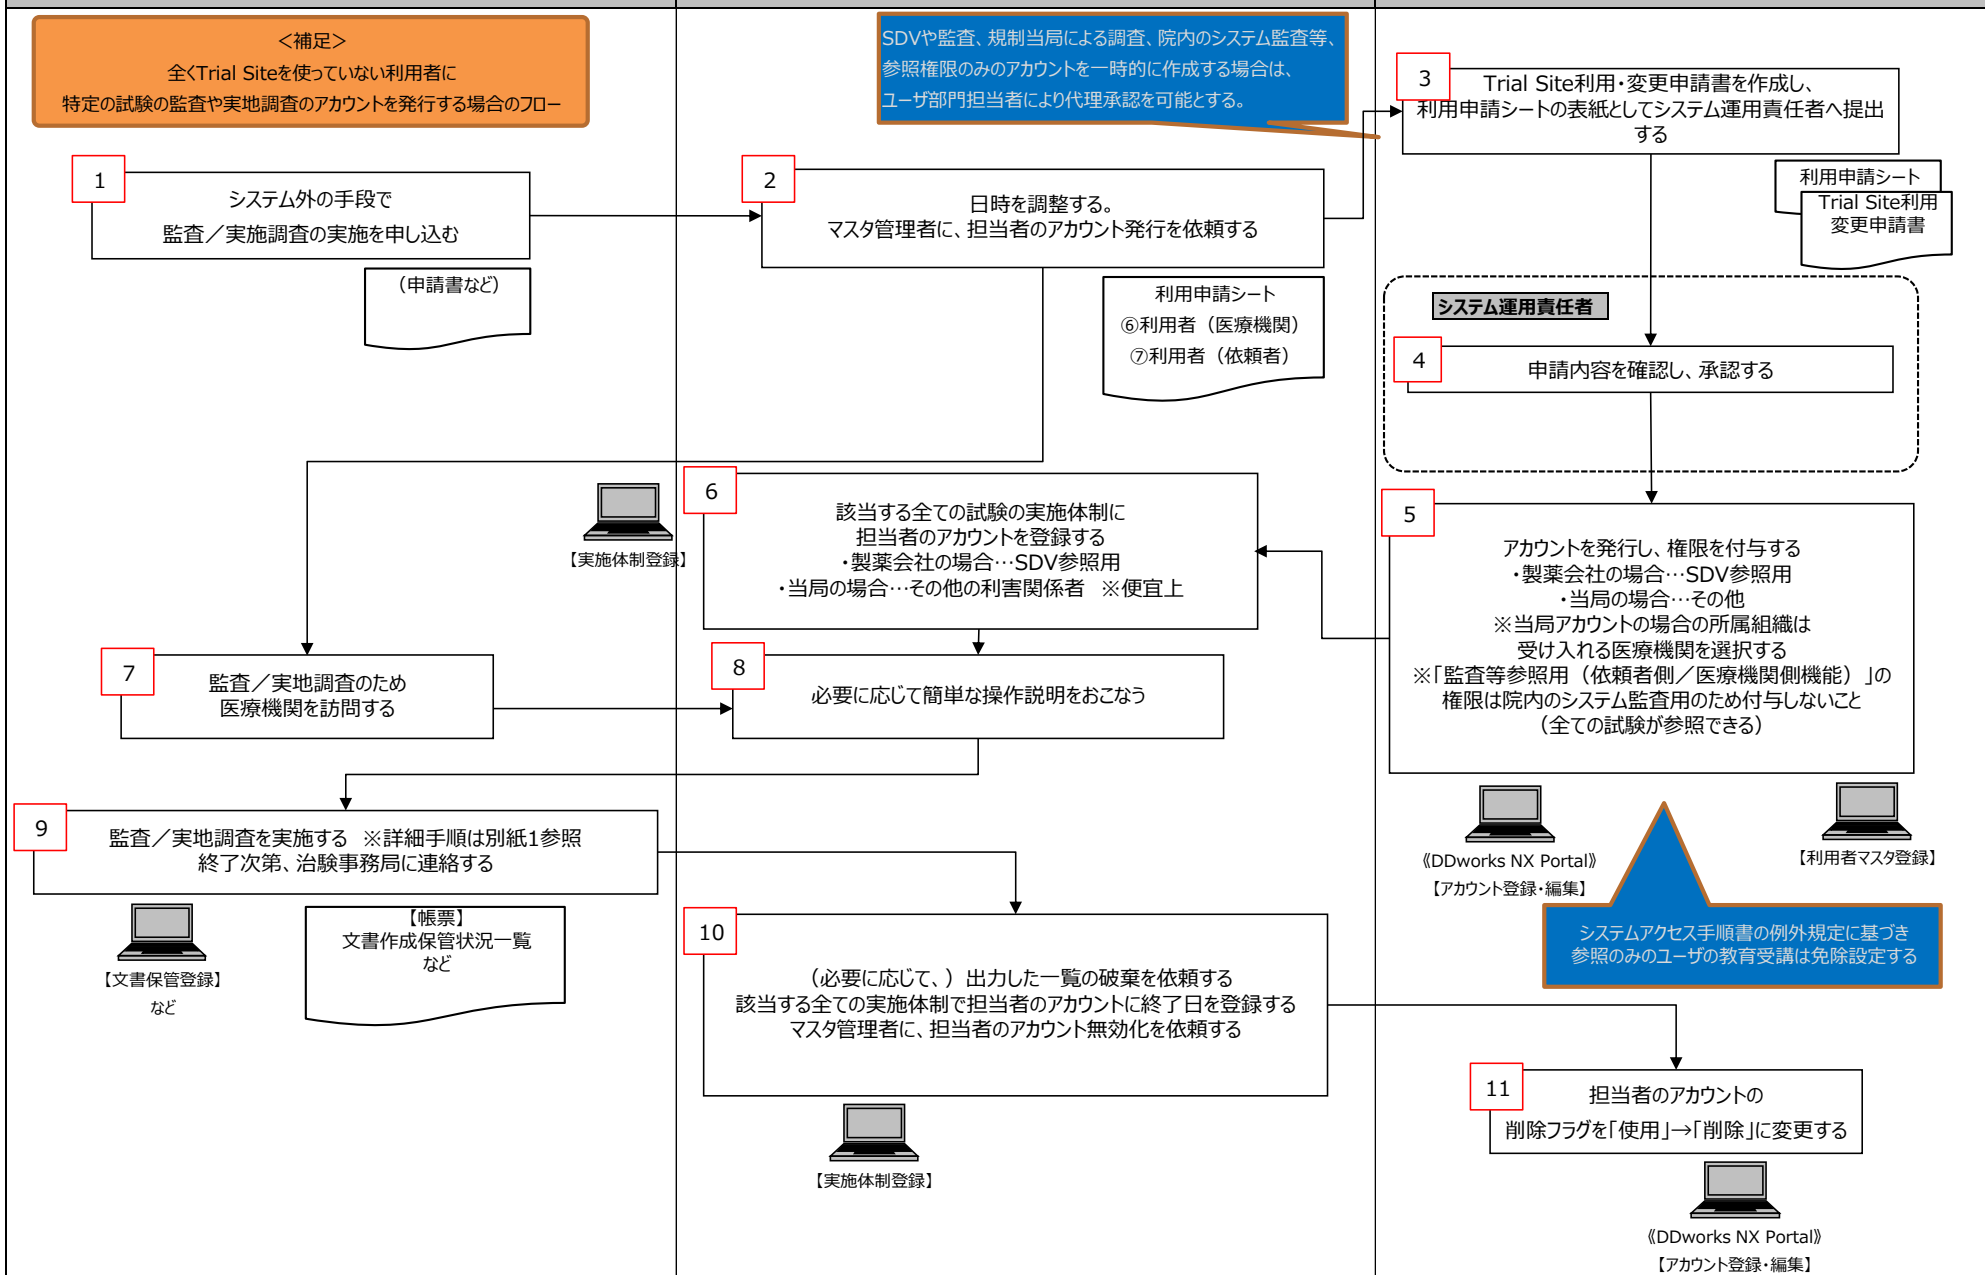 <補足>
全くTrial Siteを使っていない利用者に
特定の試験の監査や実地調査のアカウントを発行する場合のフロー
SDVや監査、規制当局による調査、院内のシステム監査等、
参照権限のみのアカウントを一時的に作成する場合は、
ユーザ部門担当者により代理承認を可能とする。
1
システム外の手段で
監査／実施調査の実施を申し込む
（申請書など）
2
日時を調整する。
マスタ管理者に、担当者のアカウント発行を依頼する
利用申請シート
⑥利用者（医療機関）
⑦利用者（依頼者）
3
Trial Site利用・変更申請書を作成し、
利用申請シートの表紙としてシステム運用責任者へ提出
する
利用申請シート
Trial Site利用
変更申請書
システム運用責任者
4
申請内容を確認し、承認する
5
アカウントを発行し、権限を付与する
・製薬会社の場合…SDV参照用
・当局の場合…その他
※当局アカウントの場合の所属組織は
受け入れる医療機関を選択する
※「監査等参照用（依頼者側／医療機関側機能）」の
権限は院内のシステム監査用のため付与しないこと
（全ての試験が参照できる）
《DDworks NX Portal》
【アカウント登録・編集】
【利用者マスタ登録】
システムアクセス手順書の例外規定に基づき
参照のみのユーザの教育受講は免除設定する
6
該当する全ての試験の実施体制に
担当者のアカウントを登録する
・製薬会社の場合…SDV参照用
・当局の場合…その他の利害関係者　※便宜上
【実施体制登録】
7
監査／実地調査のため
医療機関を訪問する
8
必要に応じて簡単な操作説明をおこなう
9
監査／実地調査を実施する　※詳細手順は別紙1参照
終了次第、治験事務局に連絡する
【文書保管登録】
など
【帳票】
文書作成保管状況一覧
など
10
（必要に応じて、）出力した一覧の破棄を依頼する
該当する全ての実施体制で担当者のアカウントに終了日を登録する
マスタ管理者に、担当者のアカウント無効化を依頼する
【実施体制登録】
11
担当者のアカウントの
削除フラグを「使用」→「削除」に変更する
《DDworks NX Portal》
【アカウント登録・編集】